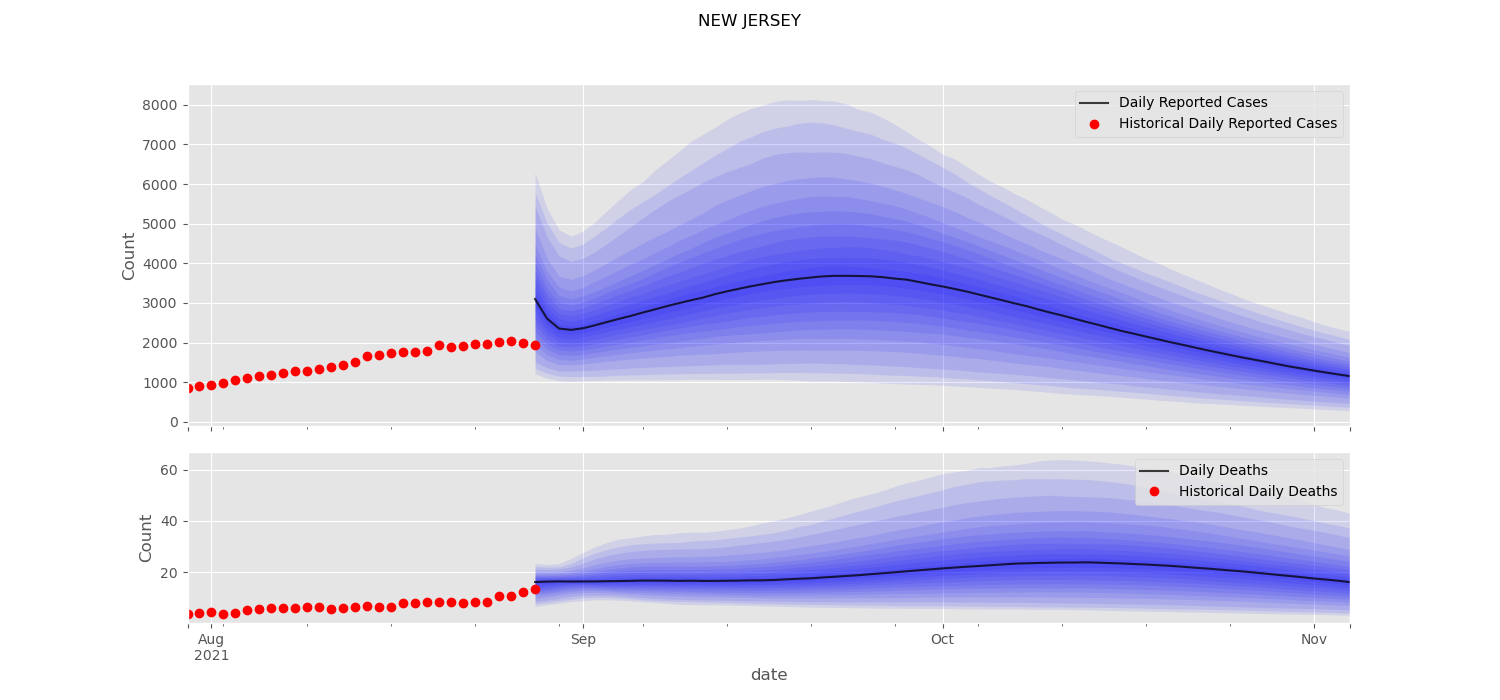 NEW JERSEY
8000
7000
6000
5000
4000
3000
2000
1000
0
Count
Daily Reported Cases
Historical Daily Reported Cases
60
40
20
Count
Daily Deaths
Historical Daily Deaths
Aug
2021
Sep
Oct
Nov
date